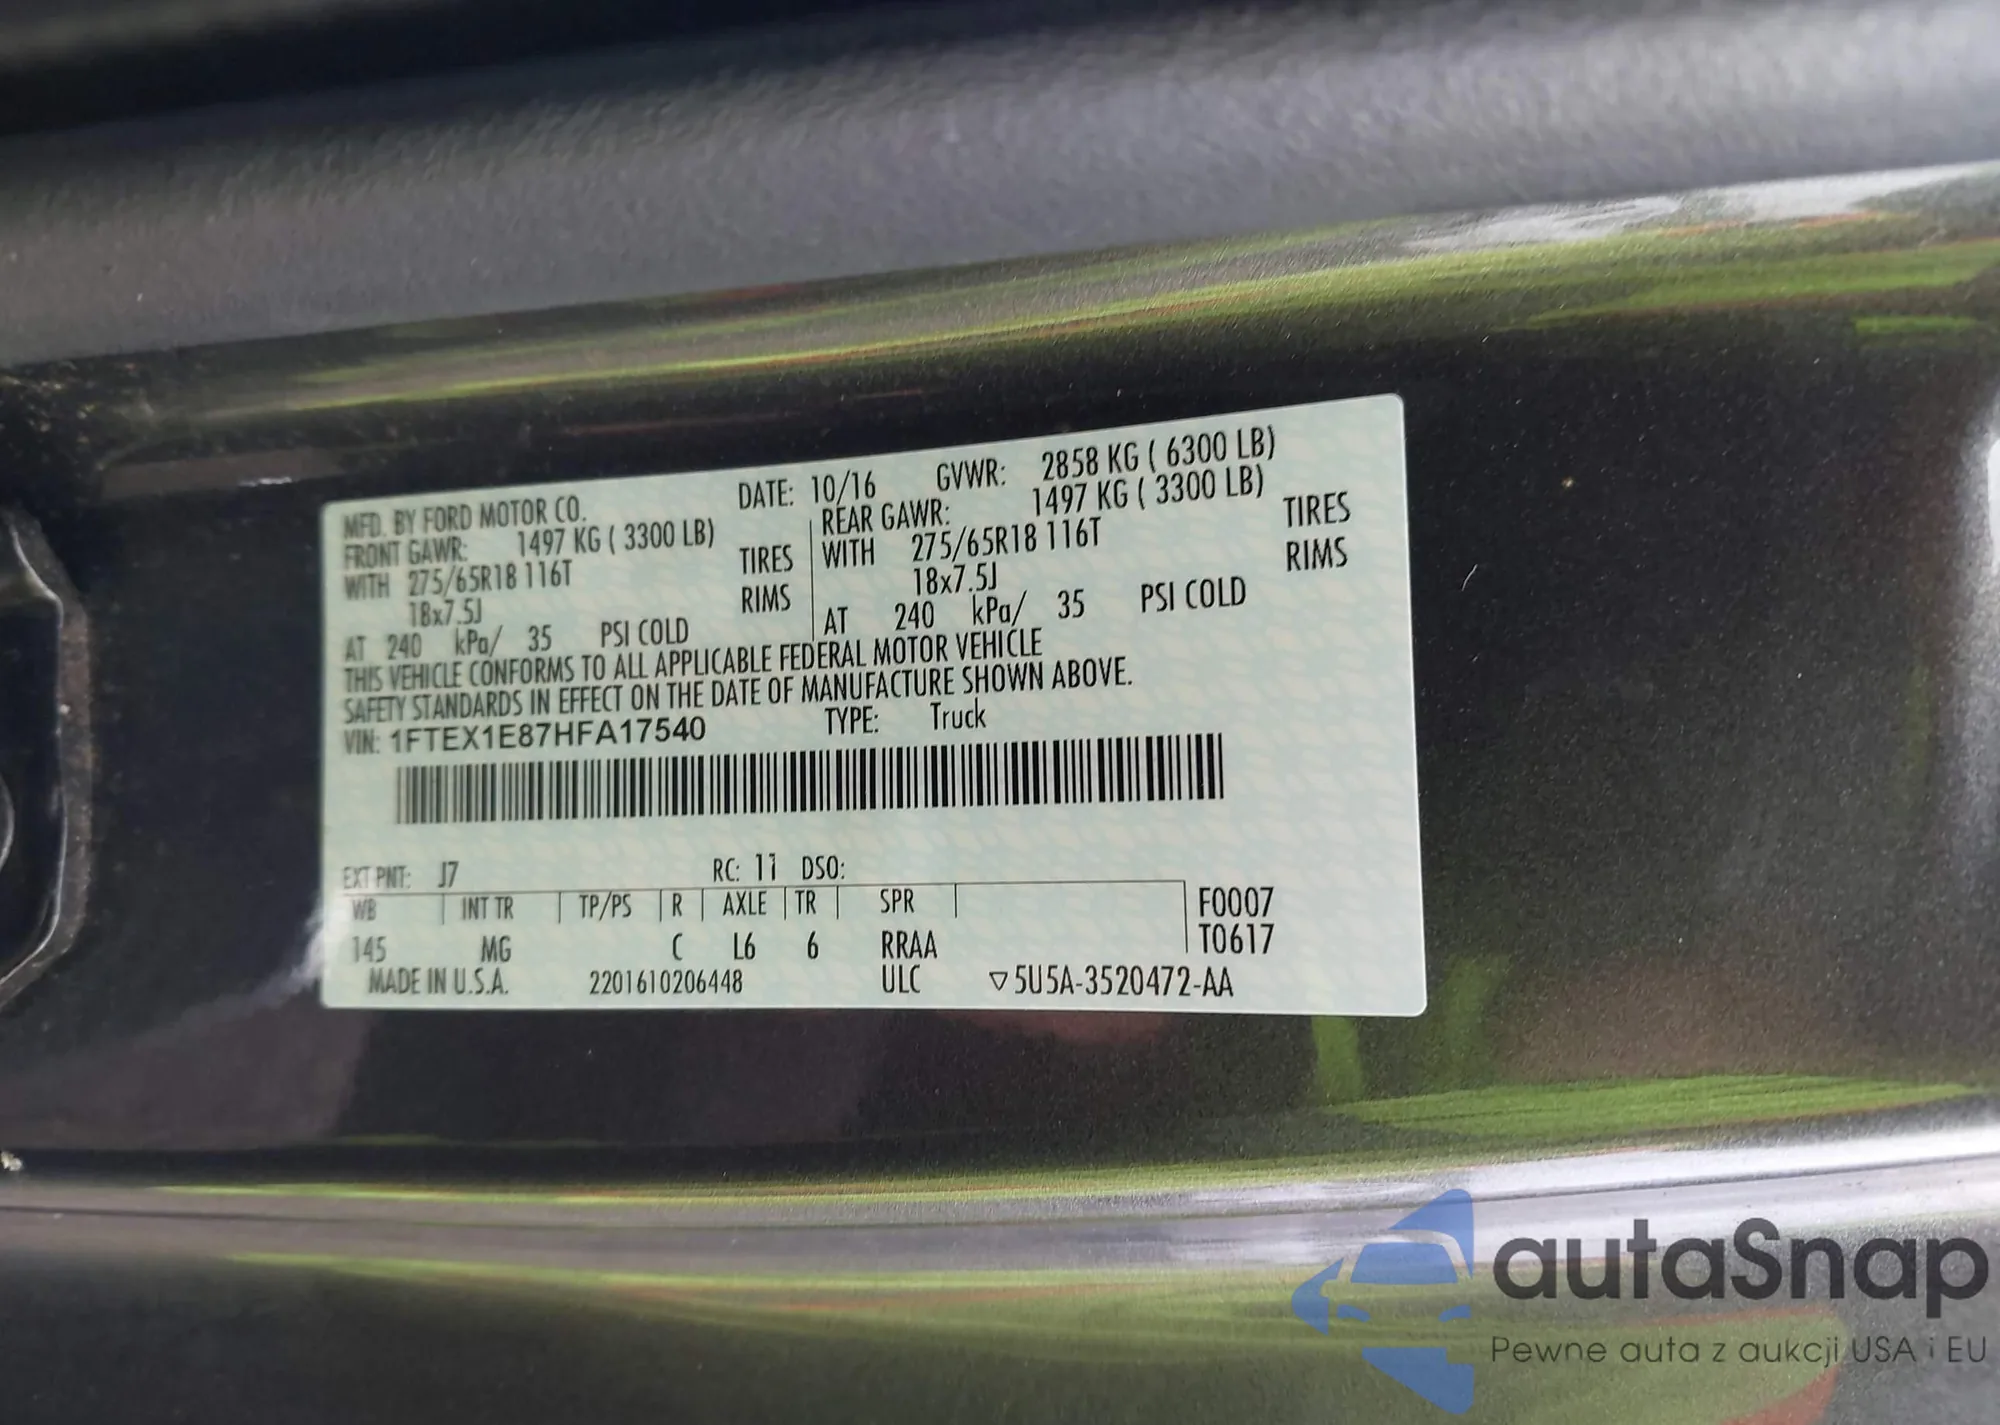 MFD. BY FORD MOTOR CO. DATE: 10/16 GVWR: 2858 KG ( 6300 LB)
FRONT GAWR: 1497 KG ( 3300 LB) REAR GAWR: 1497 KG ( 3300 LB)
WITH 275/65R18 116T TIRES WITH 275/65R18 116T TIRES
18x7.5J RIMS 18x7.5J RIMS
AT 240 kPa/ 35 PSI COLD AT 240 kPa/ 35 PSI COLD
THIS VEHICLE CONFORMS TO ALL APPLICABLE FEDERAL MOTOR VEHICLE
SAFETY STANDARDS IN EFFECT ON THE DATE OF MANUFACTURE SHOWN ABOVE.
VIN: 1FTEX1E87HFA17540 TYPE: Truck
EXT PNT: J7 RC: 11 DSO:
WB INT TR TP/PS R AXLE TR SPR F0007
145 MG C L6 6 RRAA T0617
MADE IN U.S.A. 2201610206448 ULC ▽5U5A-3520472-AA
autaSnap
Pewne auta z aukcji USA i EU